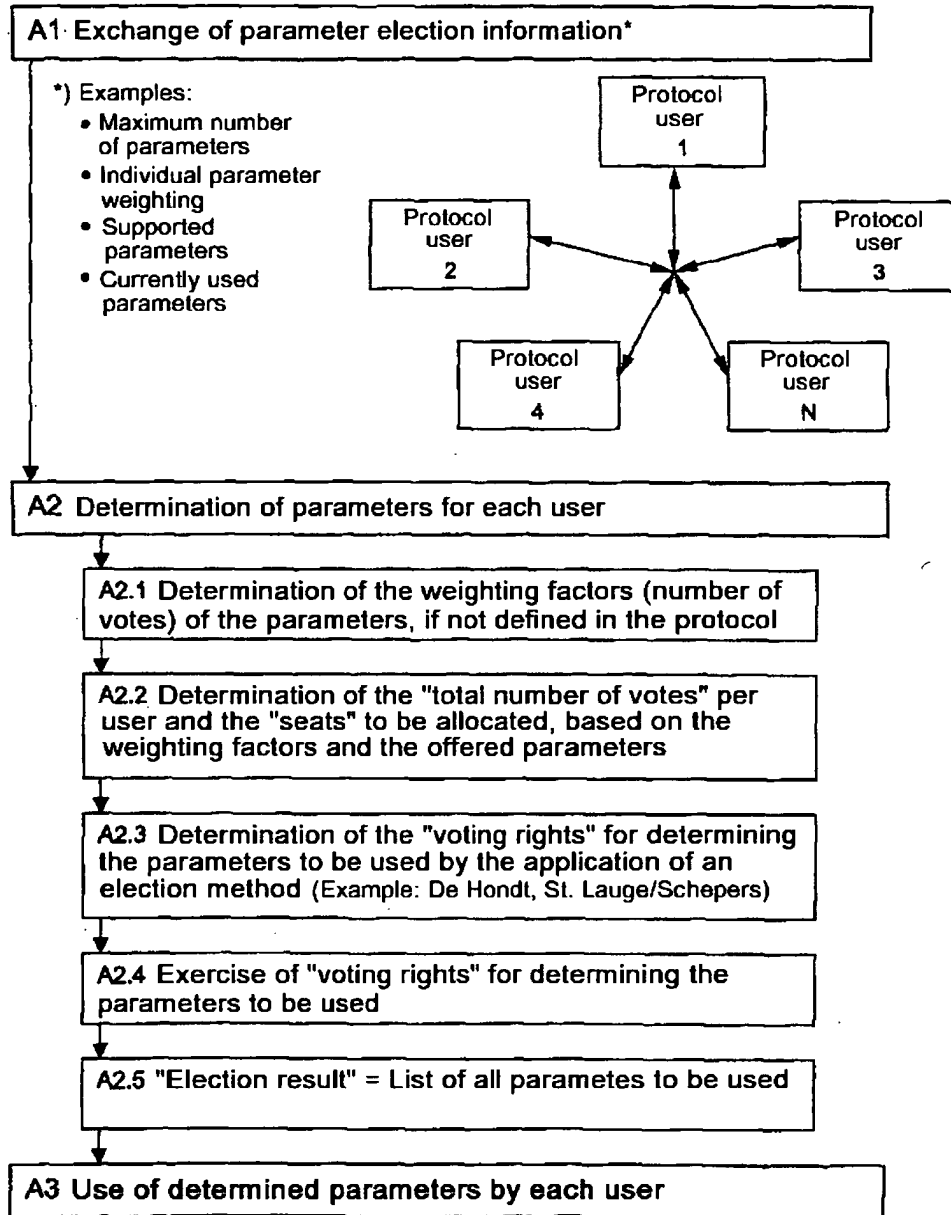 A1 Exchange of parameter election information*
*) Examples:
• Maximum number
of parameters
• Individual parameter
weighting
• Supported
parameters
• Currently used
parameters
Protocol
user
1
Protocol
user
2
Protocol
user
3
Protocol
user
4
Protocol
user
N
A2 Determination of parameters for each user
A2.1 Determination of the weighting factors (number of
votes) of the parameters, if not defined in the protocol
A2.2 Determination of the "total number of votes" per
user and the "seats" to be allocated, based on the
weighting factors and the offered parameters
A2.3 Determination of the "voting rights" for determining
the parameters to be used by the application of an
election method (Example: De Hondt, St. Lauge/Schepers)
A2.4 Exercise of "voting rights" for determining the
parameters to be used
A2.5 "Election result" = List of all parametes to be used
A3 Use of determined parameters by each user